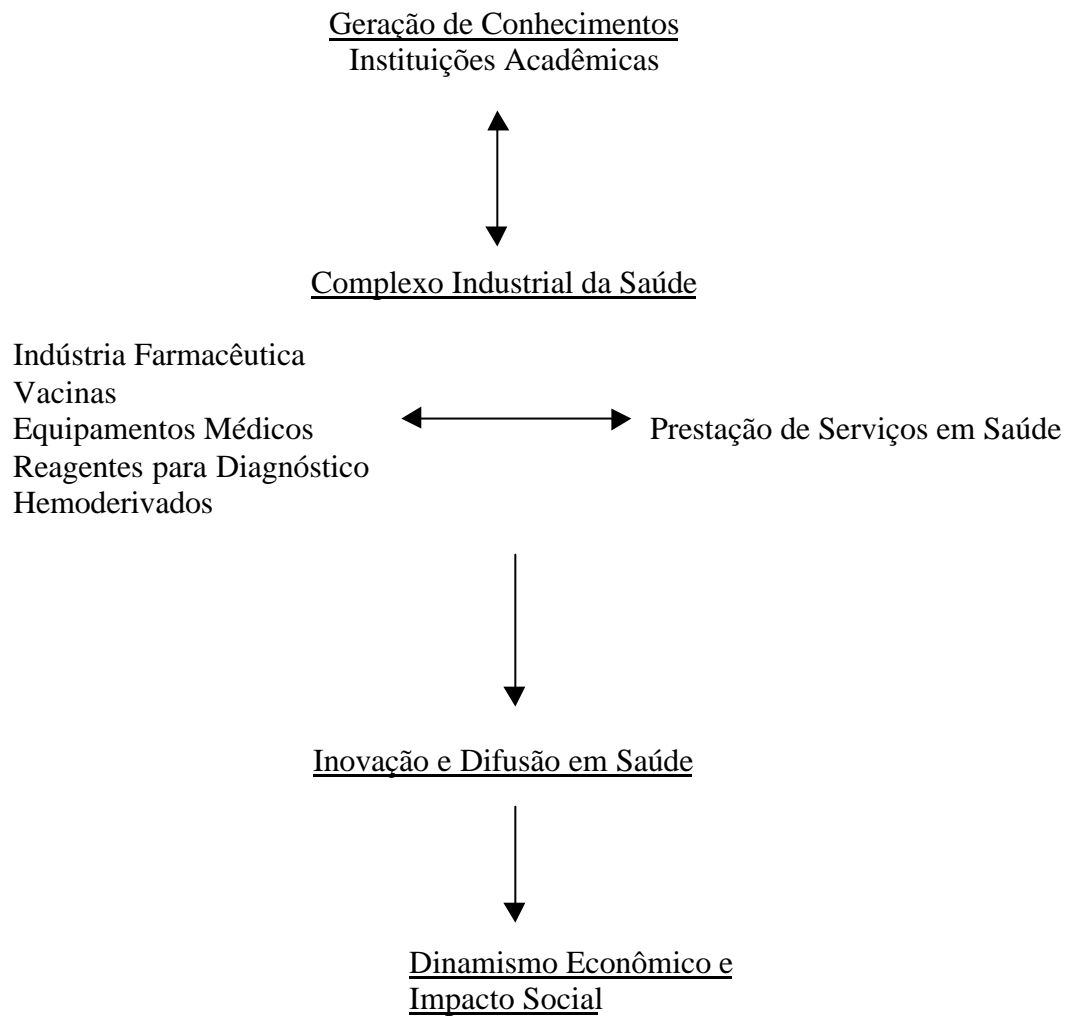 Geração de Conhecimentos
Instituições Acadêmicas
Complexo Industrial da Saúde
Indústria Farmacêutica
Vacinas
Equipamentos Médicos
Reagentes para Diagnóstico
Hemoderivados
Prestação de Serviços em Saúde
Inovação e Difusão em Saúde
Dinamismo Econômico e
Impacto Social